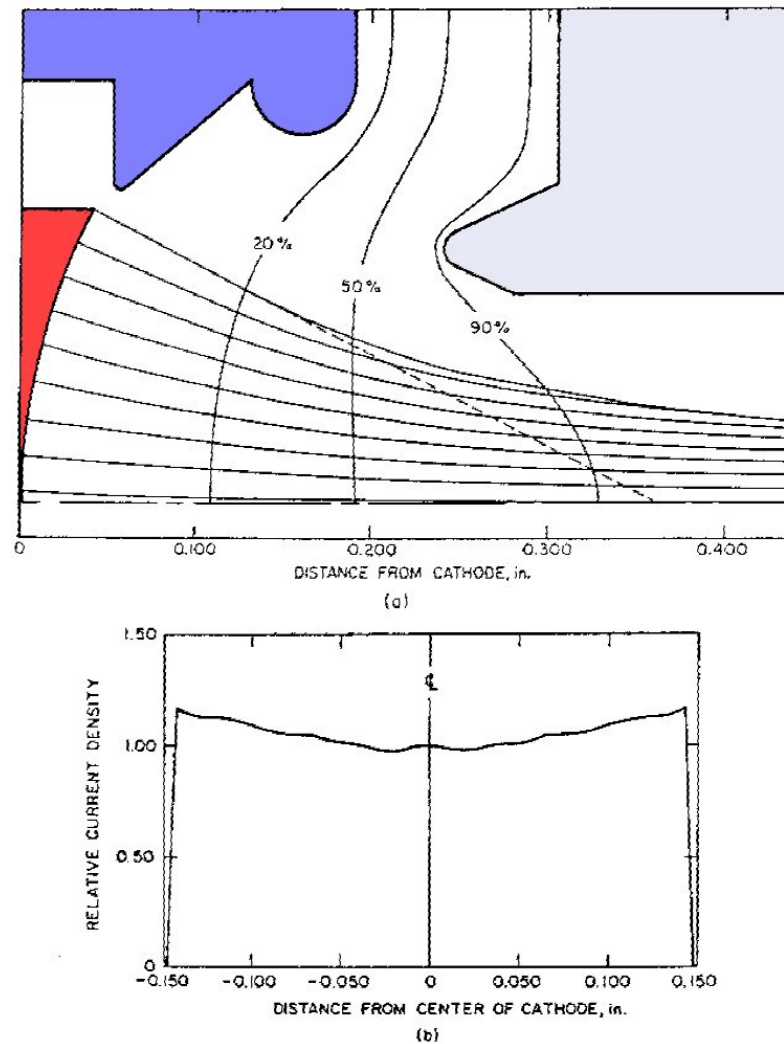 20%
50%
90%
0 0.100 0.200 0.300 0.400
DISTANCE FROM CATHODE, in.
(a)
RELATIVE CURRENT DENSITY
1.50
℄
1.00
0.50
0
-0.150 -0.100 -0.050 0 0.050 0.100 0.150
DISTANCE FROM CENTER OF CATHODE, in.
(b)